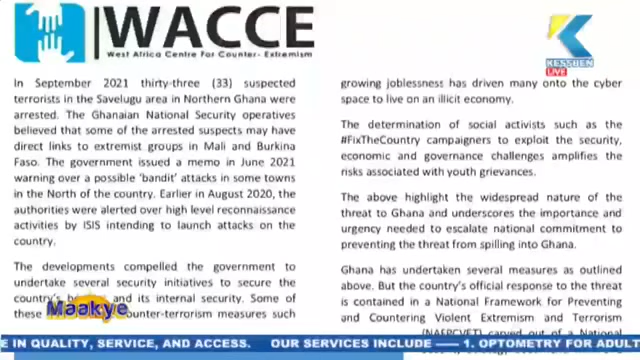 WACCE
West Africa Centre For Counter- Extremism
KESSBEN
LIVE
In September 2021 thirty-three (33) suspected
terrorists in the Savelugu area in Northern Ghana were
arrested. The Ghanaian National Security operatives
believed that some of the arrested suspects may have
direct links to extremist groups in Mali and Burkina
Faso. The government issued a memo in June 2021
warning over a possible 'bandit' attacks in some towns
in the North of the country. Earlier in August 2020, the
authorities were alerted over high level reconnaissance
activities by ISIS intending to launch attacks on the
country.
The developments compelled the government to
undertake several security initiatives to secure the
country's and its internal security. Some of
these counter-terrorism measures such
growing joblessness has driven many onto the cyber
space to live on an illicit economy.
The determination of social activists such as the
#FixTheCountry campaigners to exploit the security,
economic and governance challenges amplifies the
risks associated with youth grievances.
The above highlight the widespread nature of the
threat to Ghana and underscores the importance and
urgency needed to escalate national commitment to
preventing the threat from spilling into Ghana.
Ghana has undertaken several measures as outlined
above. But the country's official response to the threat
is contained in a National Framework for Preventing
and Countering Violent Extremism and Terrorism
(NAFPCVET) carved out of a National
Maakye
E IN QUALITY, SERVICE, AND ACCESS. OUR SERVICES INCLUDE —— 1. OPTOMETRY FOR ADULT